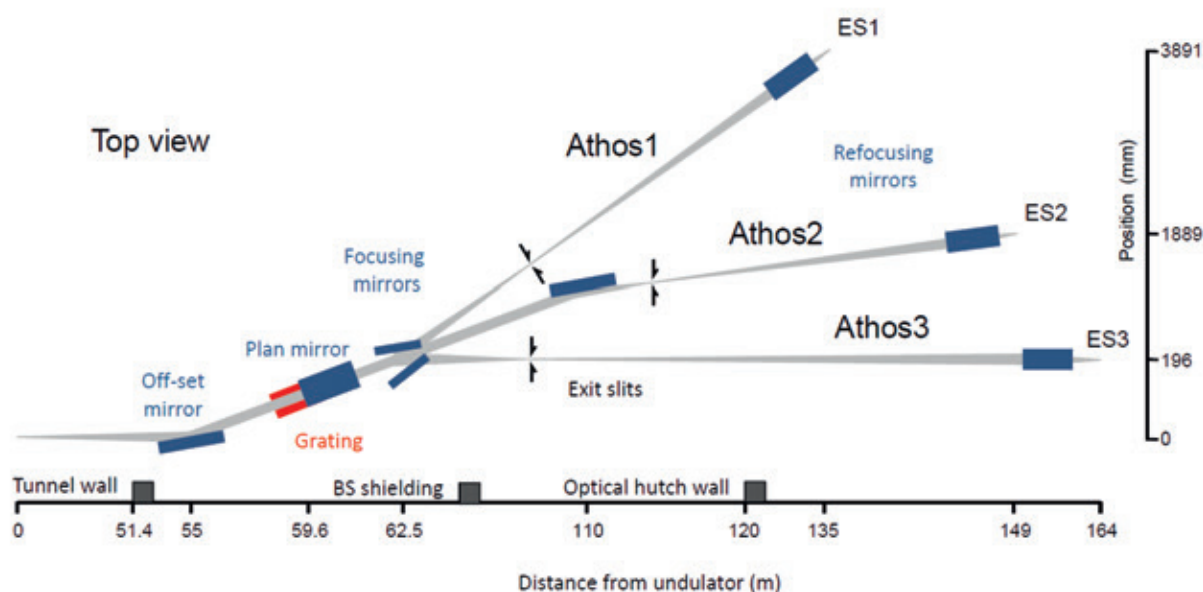 ES1
3891
Top view
Athos1
Refocusing
mirrors
Position (mm)
ES2
1889
Athos2
Focusing
mirrors
Athos3
ES3
196
Plan mirror
Off-set
mirror
Exit slits
Grating
0
Tunnel wall
BS shielding
Optical hutch wall
0 51.4 55 59.6 62.5 110 120 135 149 164
Distance from undulator (m)